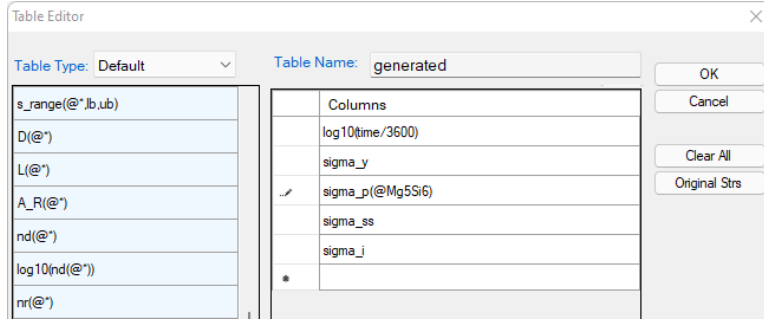 Table Editor
Table Type: Default
Table Name: generated
s_range(@*,lb,ub)
D(@*)
L(@*)
A_R(@*)
nd(@*)
log10(nd(@*))
nr(@*)
Columns
log10(time/3600)
sigma_y
sigma_p(@Mg5Si6)
sigma_ss
sigma_i
OK
Cancel
Clear All
Original Strs